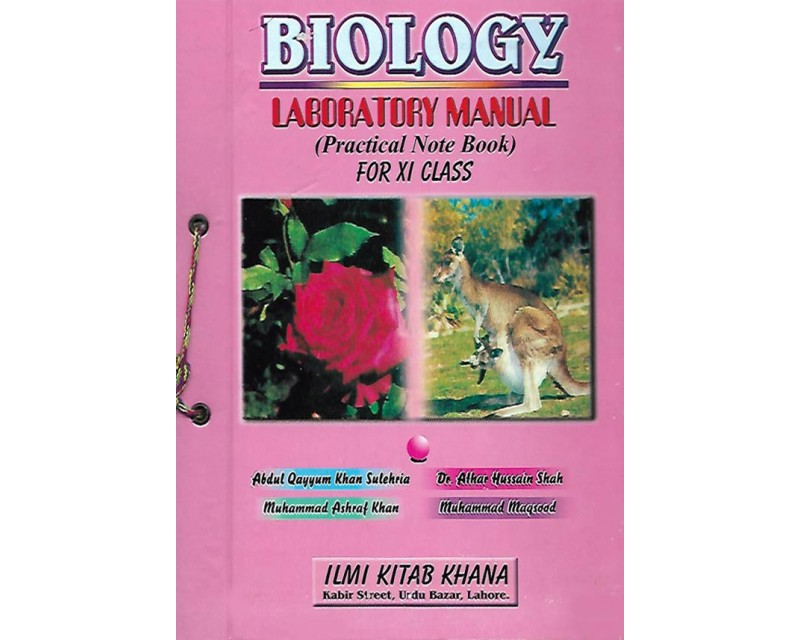 BIOLOGY
LABORATORY MANUAL
(Practical Note Book)
FOR XI CLASS
Abdul Qayyum Khan Sulehria
Dr. Athar Hussain Shah
Muhammad Ashraf Khan
Muhammad Maqsood
ILMI KITAB KHANA
Kabir Street, Urdu Bazar, Lahore.